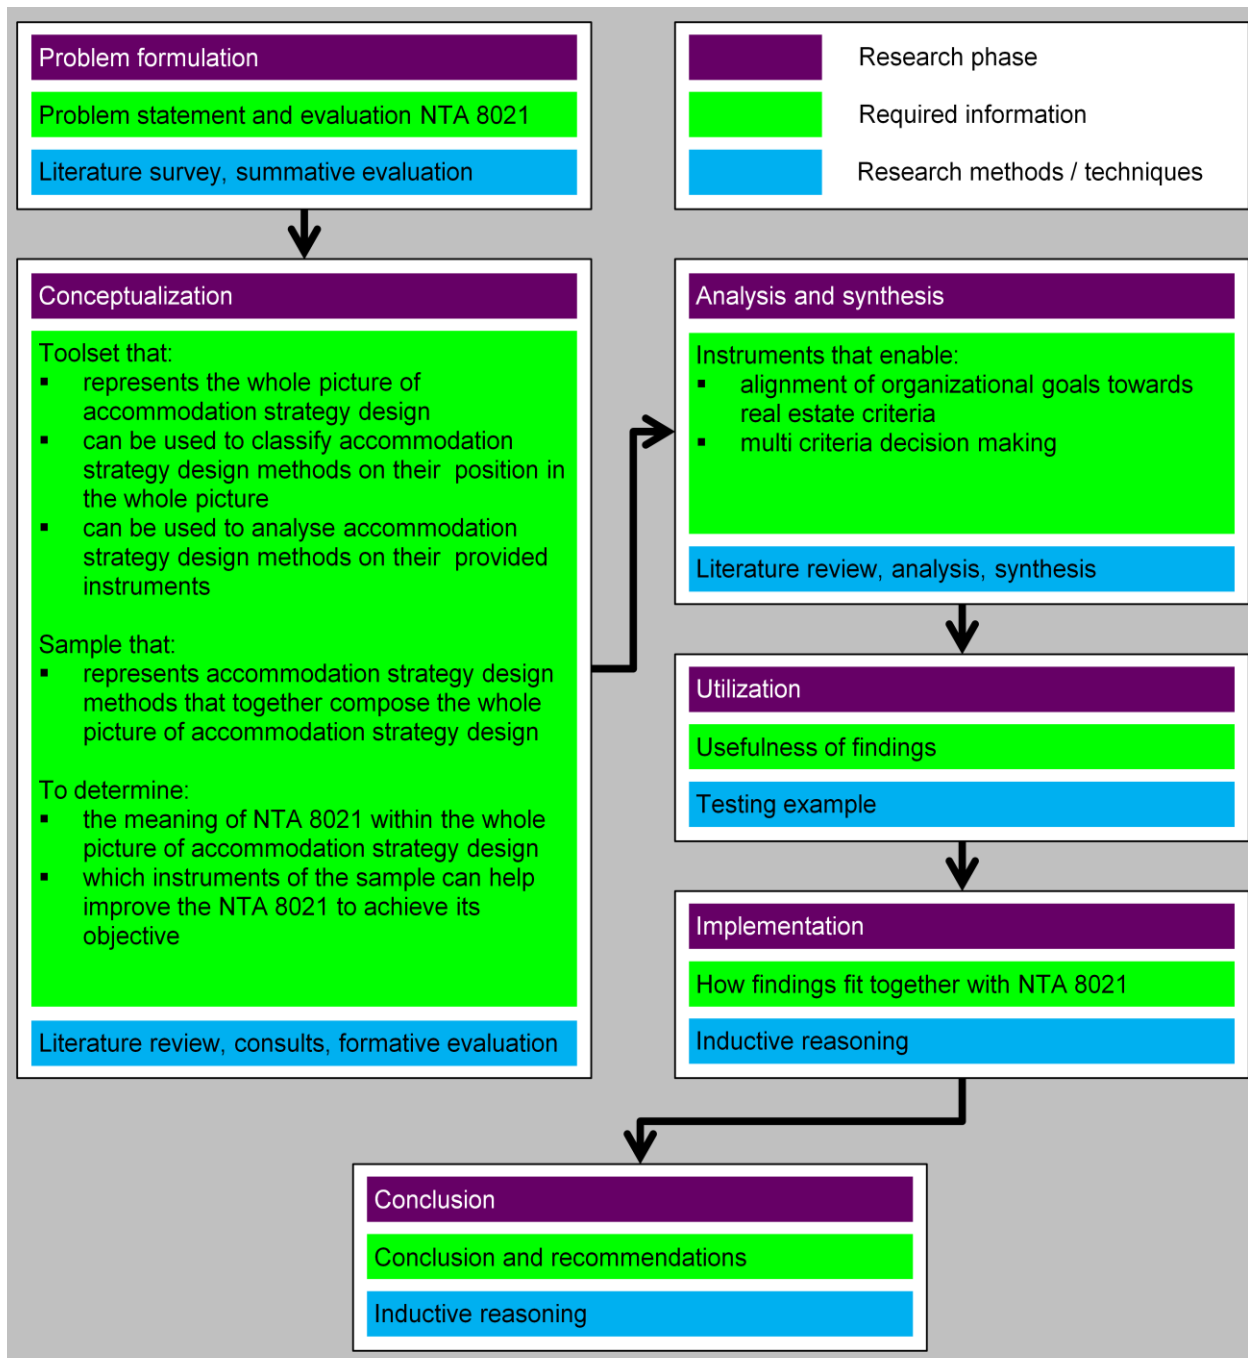 Problem formulation
Problem statement and evaluation NTA 8021
Literature survey, summative evaluation
Research phase
Required information
Research methods / techniques
Conceptualization
Toolset that:
▪ represents the whole picture of
accommodation strategy design
▪ can be used to classify accommodation
strategy design methods on their position in
the whole picture
▪ can be used to analyse accommodation
strategy design methods on their provided
instruments
Sample that:
▪ represents accommodation strategy design
methods that together compose the whole
picture of accommodation strategy design
To determine:
▪ the meaning of NTA 8021 within the whole
picture of accommodation strategy design
▪ which instruments of the sample can help
improve the NTA 8021 to achieve its
objective
Literature review, consults, formative evaluation
Analysis and synthesis
Instruments that enable:
▪ alignment of organizational goals towards
real estate criteria
▪ multi criteria decision making
Literature review, analysis, synthesis
Utilization
Usefulness of findings
Testing example
Implementation
How findings fit together with NTA 8021
Inductive reasoning
Conclusion
Conclusion and recommendations
Inductive reasoning